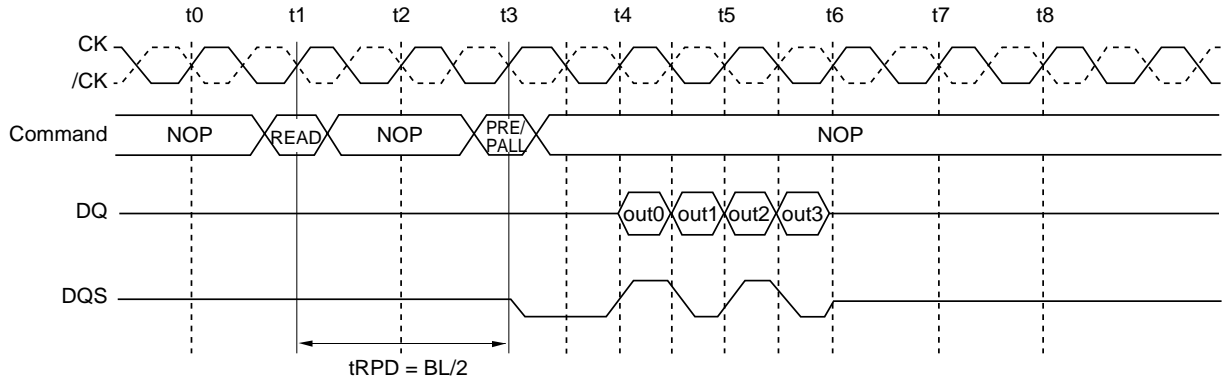 t0 t1 t2 t3 t4 t5 t6 t7 t8
CK
/CK
Command NOP READ NOP PRE/ PALL NOP
DQ out0 out1 out2 out3
DQS
tRPD = BL/2